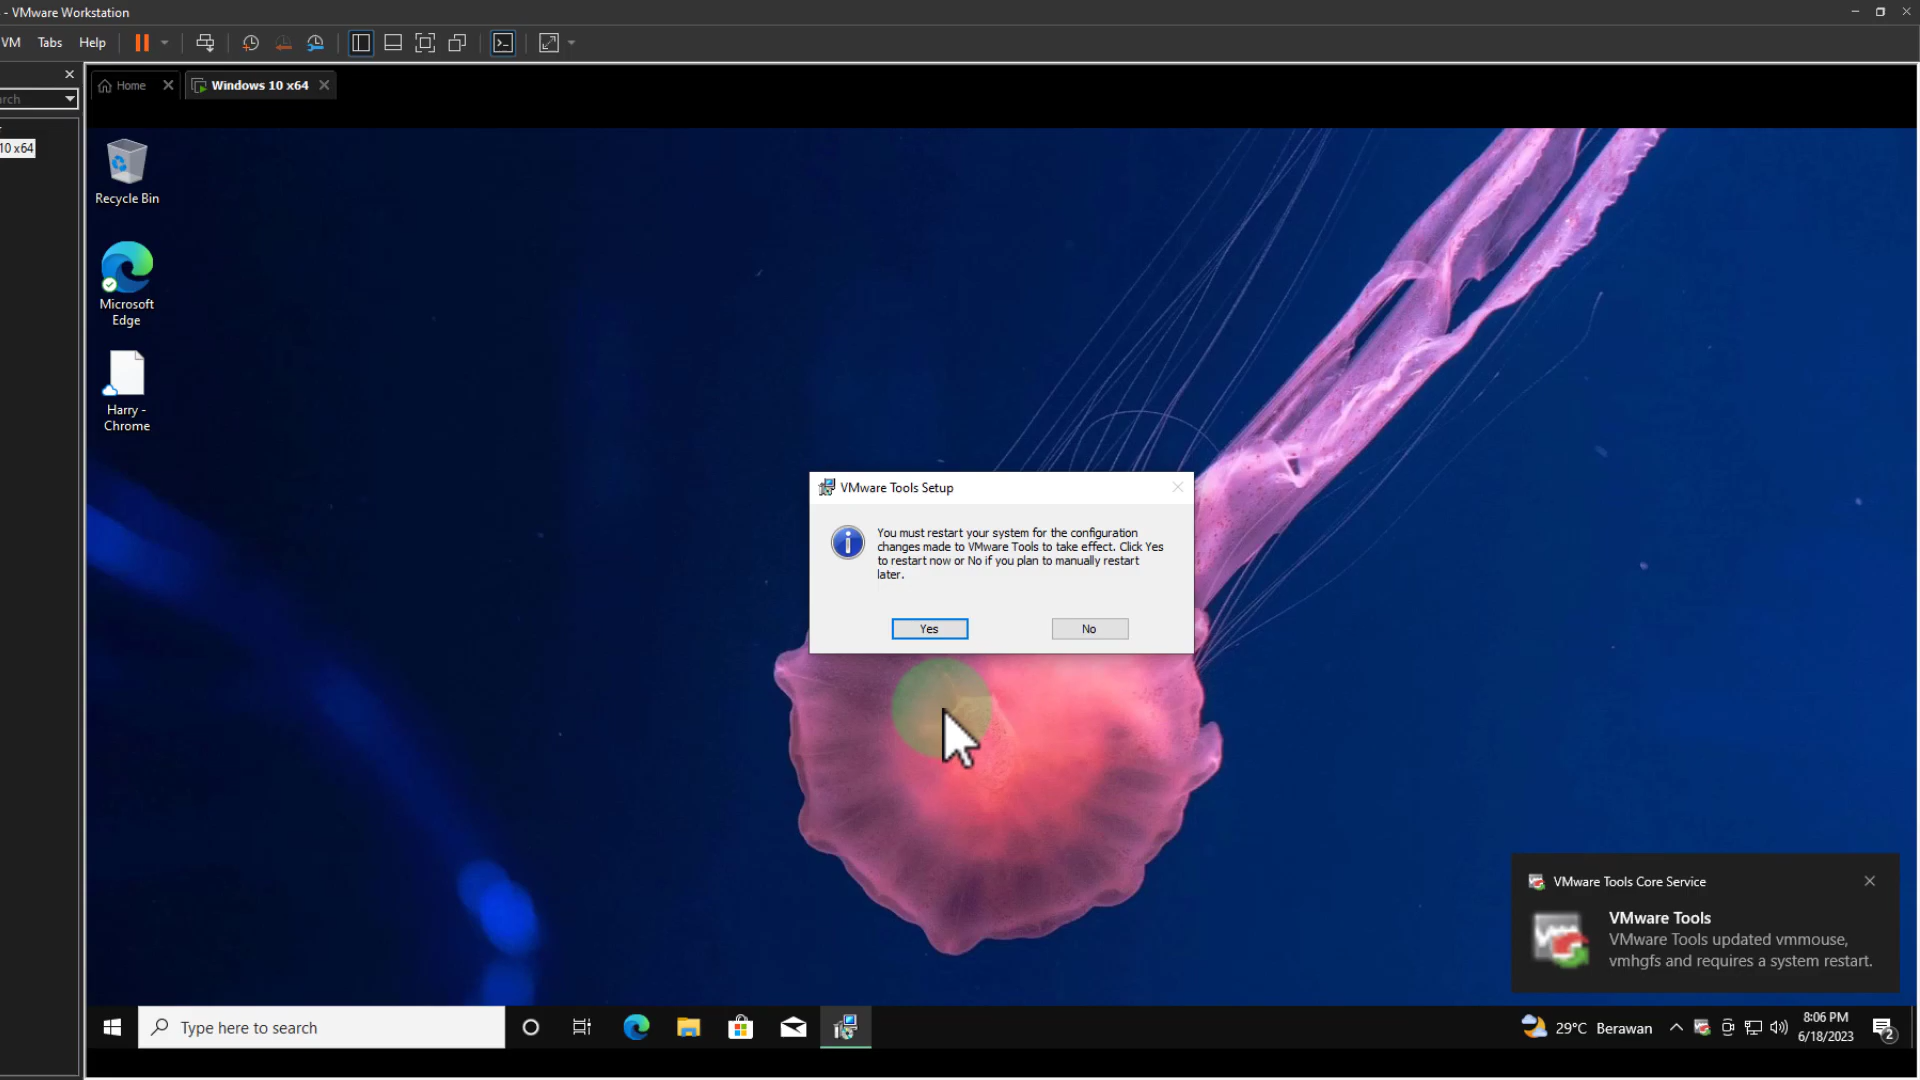 - VMware Workstation
VM Tabs Help
Home
Windows 10 x64
arch
10 x64
Recycle Bin
Microsoft
Edge
Harry -
Chrome
VMware Tools Setup
You must restart your system for the configuration
changes made to VMware Tools to take effect. Click Yes
to restart now or No if you plan to manually restart
later.
Yes
No
VMware Tools Core Service
VMware Tools
VMware Tools updated vmmouse,
vmhgfs and requires a system restart.
Type here to search
29°C Berawan
8:06 PM
6/18/2023
2